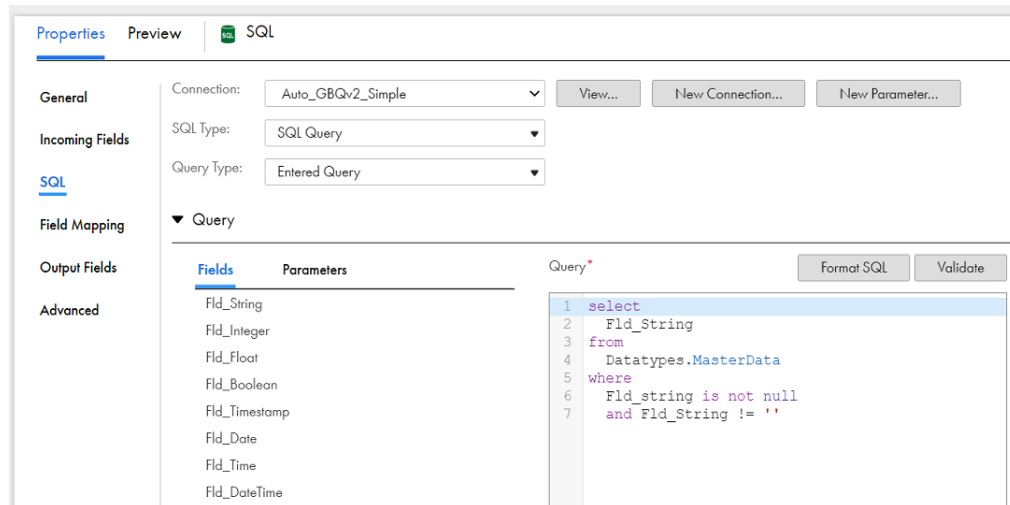 Properties Preview SQL SQL
Connection: Auto_GBQv2_Simple View... New Connection... New Parameter...
General
SQL Type: SQL Query
Incoming Fields
Query Type: Entered Query
SQL
Field Mapping
Query
Output Fields
Fields Parameters
Query* Format SQL Validate
Advanced
Fld_String
Fld_Integer
Fld_Float
Fld_Boolean
Fld_Timestamp
Fld_Date
Fld_Time
Fld_DateTime
1 select
2 Fld_String
3 from
4 Datatypes.MasterData
5 where
6 Fld_string is not null
7 and Fld_String != ''